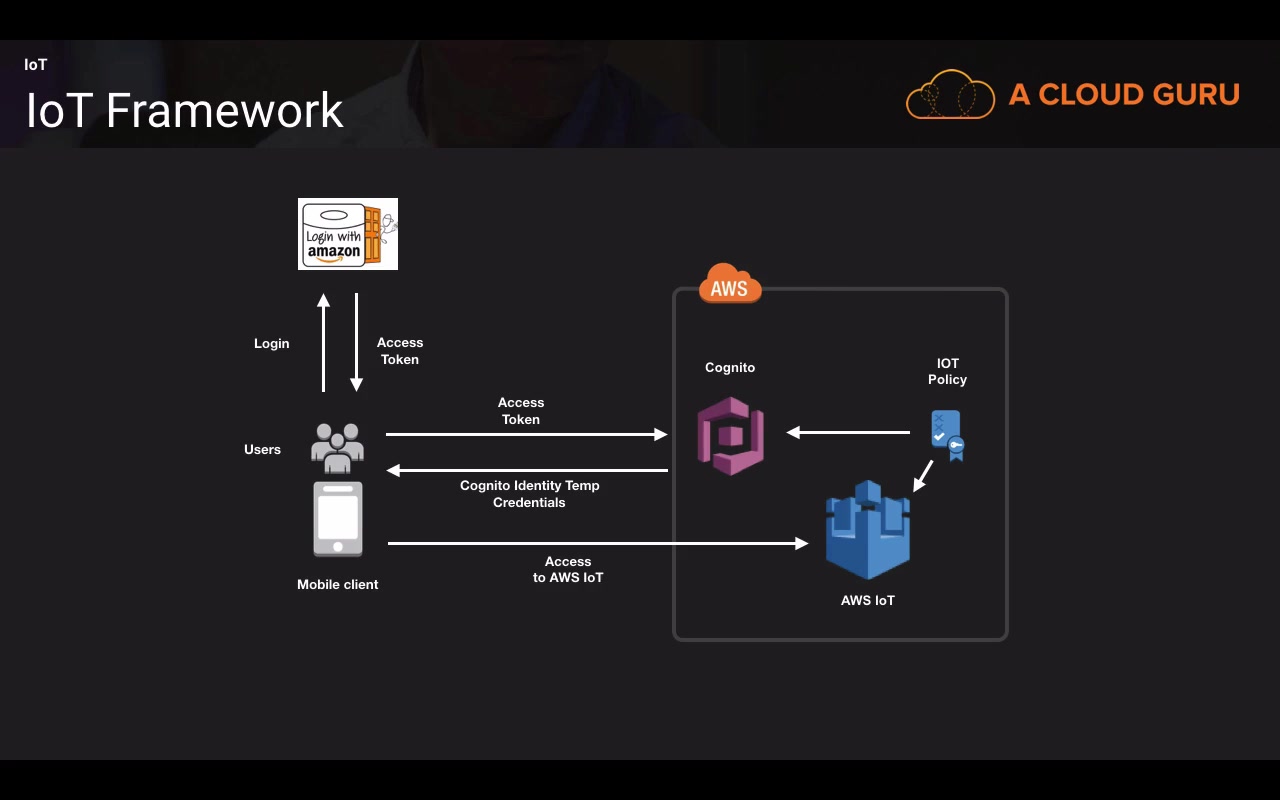 IoT
IoT Framework
A CLOUD GURU
Login with
amazon
AWS
Login
Access
Token
Cognito
IOT
Policy
Access
Token
Users
Cognito Identity Temp
Credentials
Access
to AWS IoT
Mobile client
AWS IoT